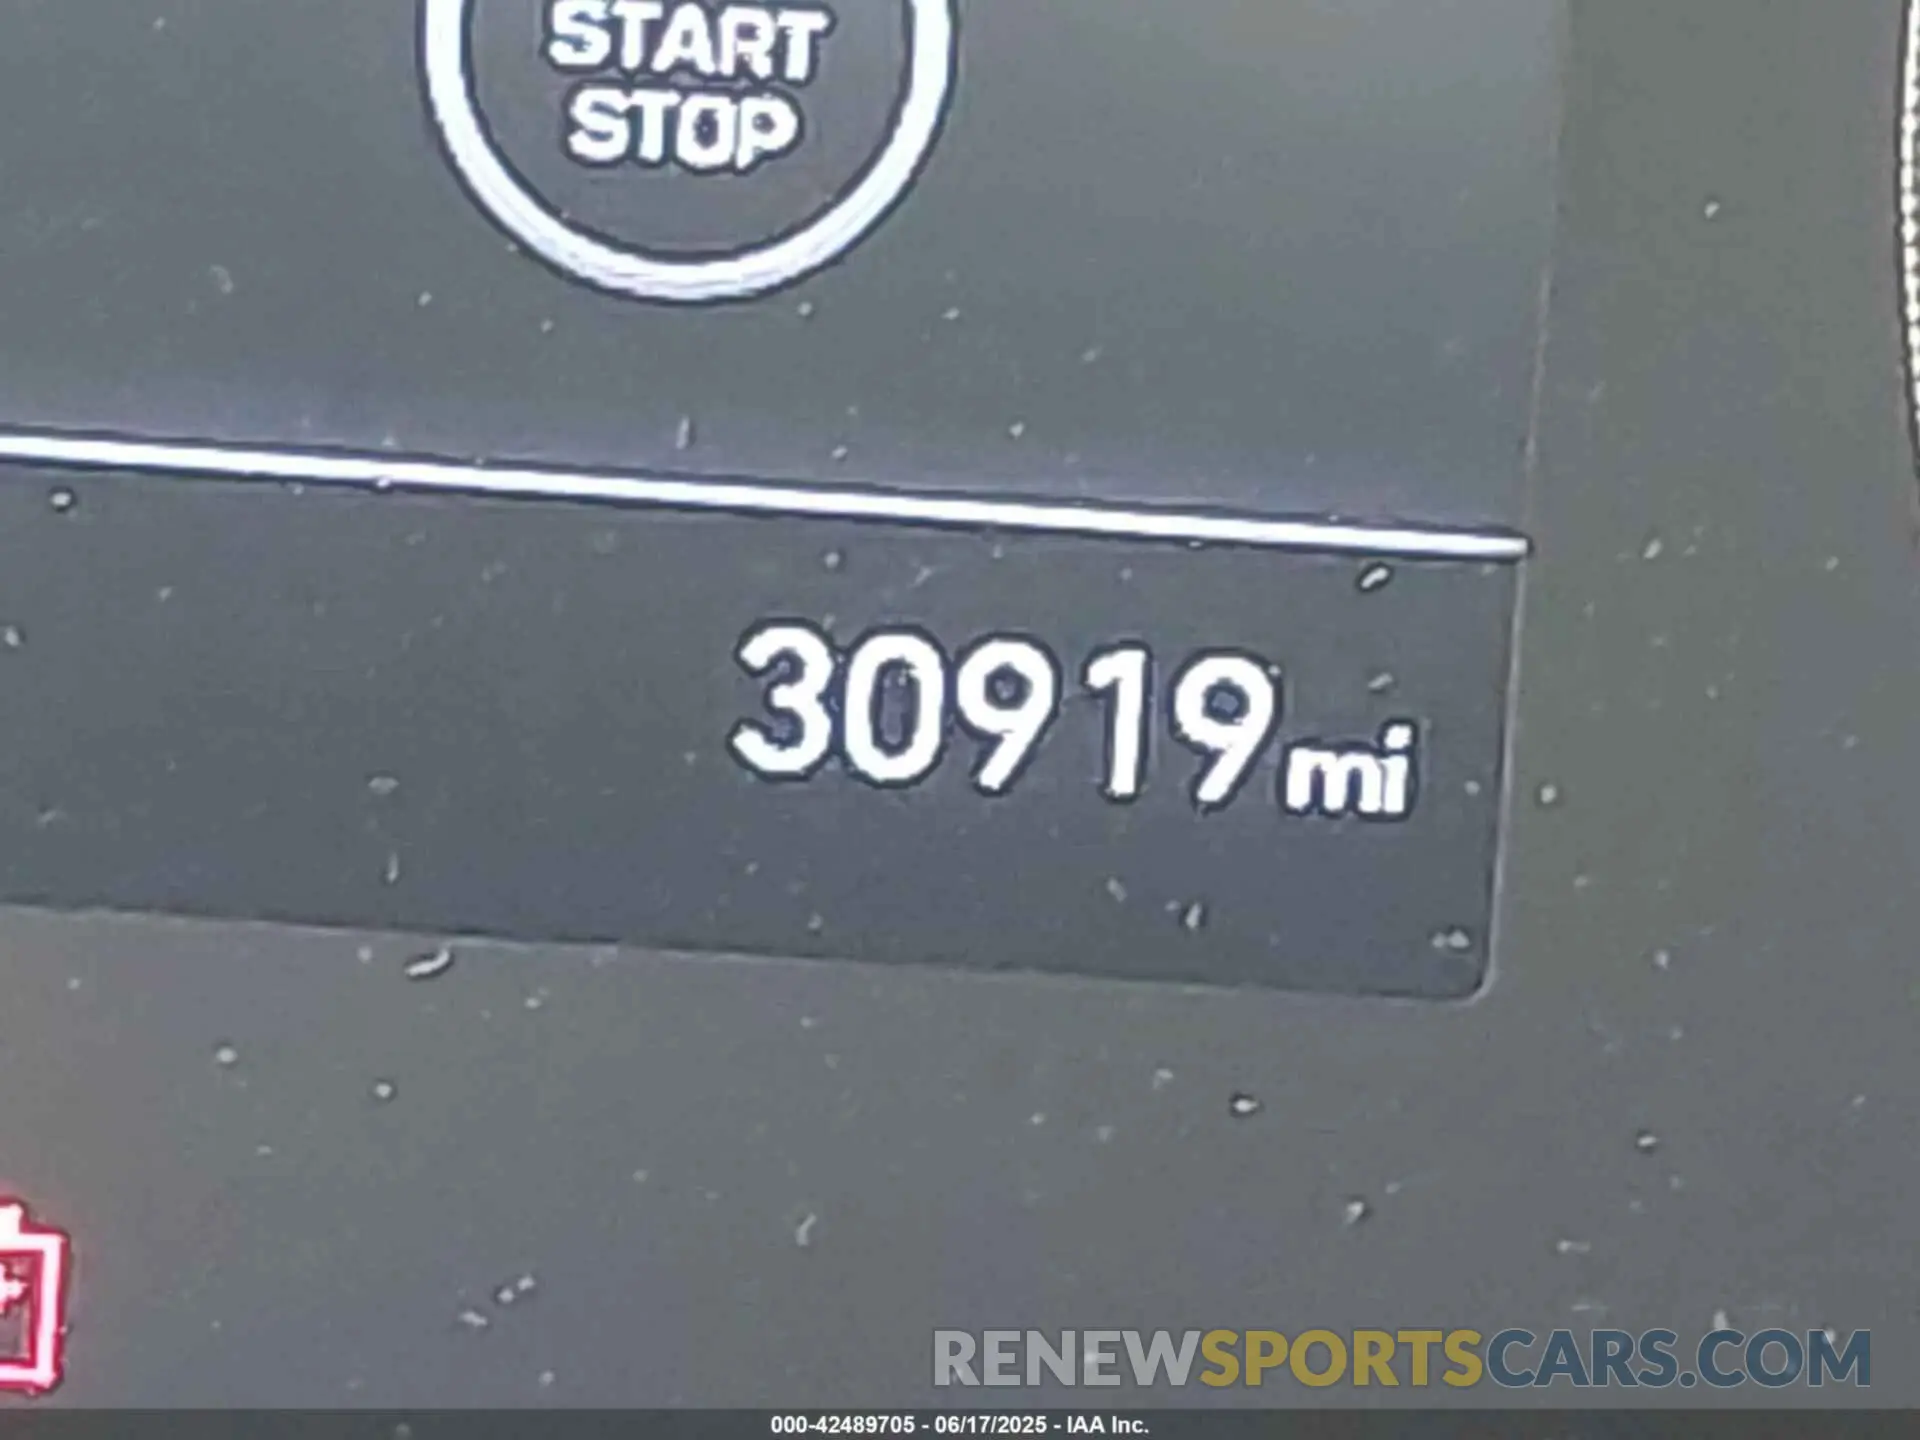 START
STOP
30919mi
RENEWSPORTSCARS.COM
000-42489705 - 06/17/2025 - IAA Inc.